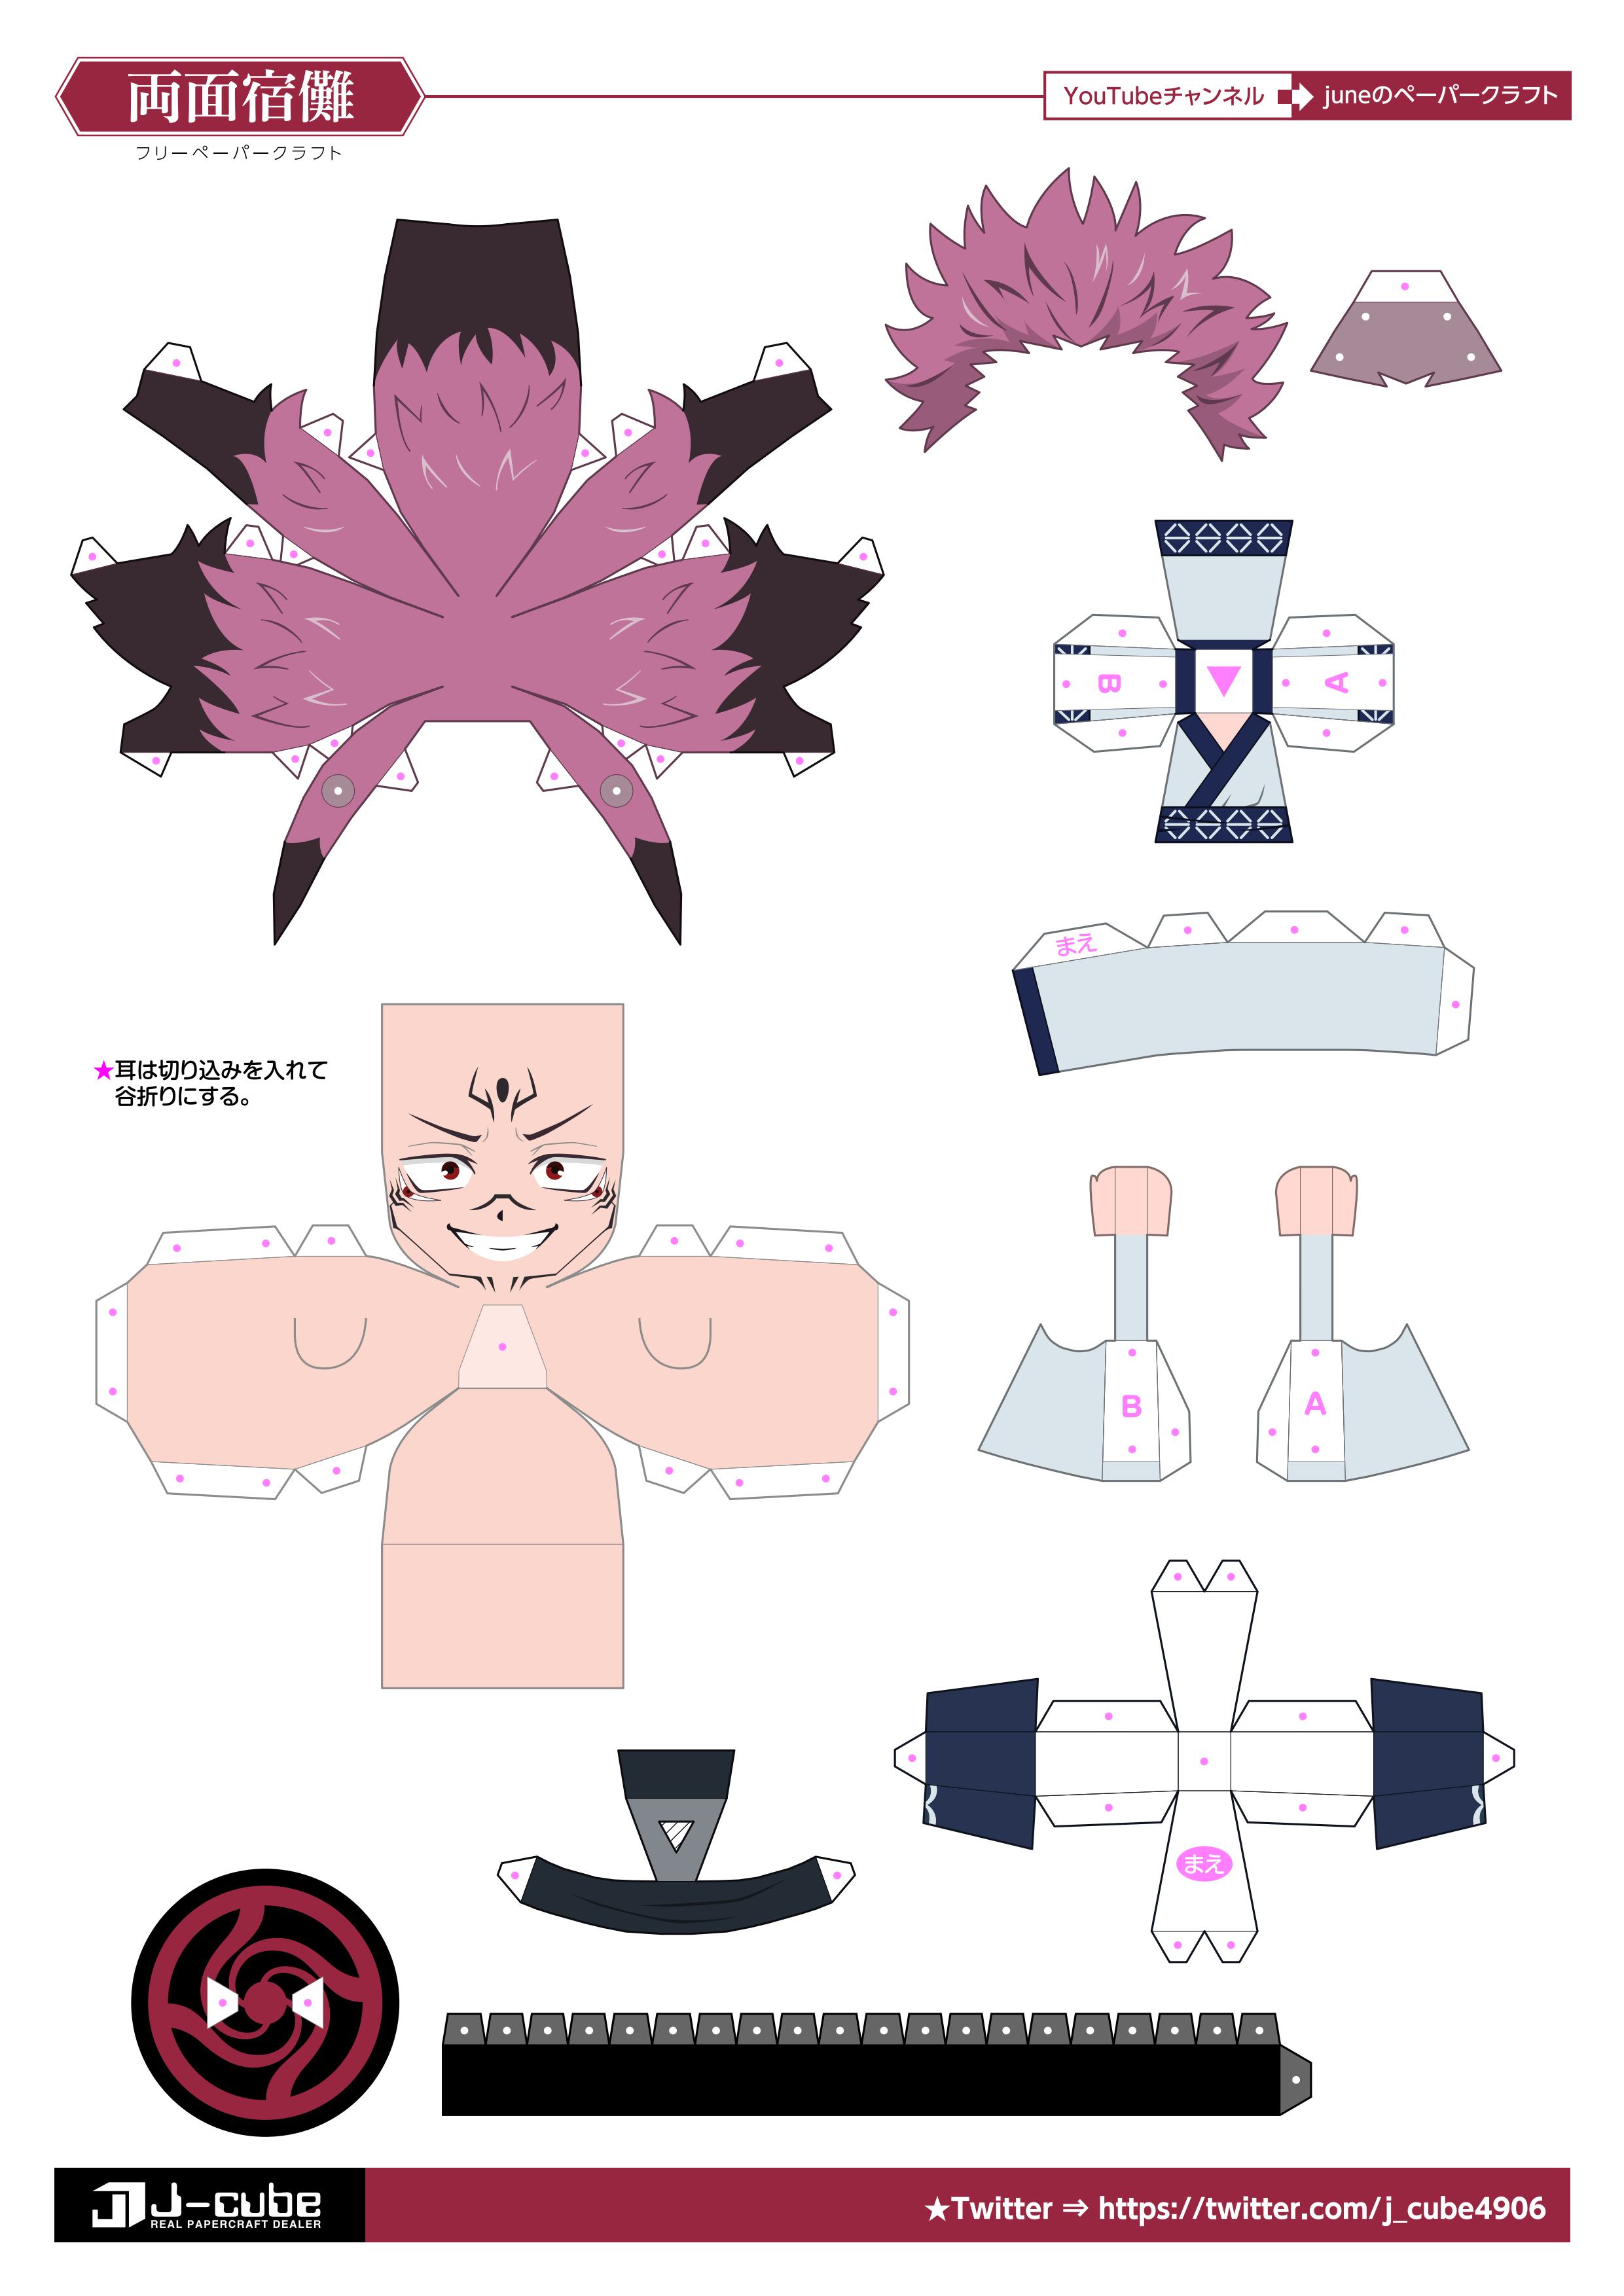 両面宿儺
フリーペーパークラフト
YouTubeチャンネル
juneのペーパークラフト
B
A
まえ
★耳は切り込みを入れて
谷折りにする。
B
A
まえ
J-cube
REAL PAPERCRAFT DEALER
★Twitter ⇒ https://twitter.com/j_cube4906